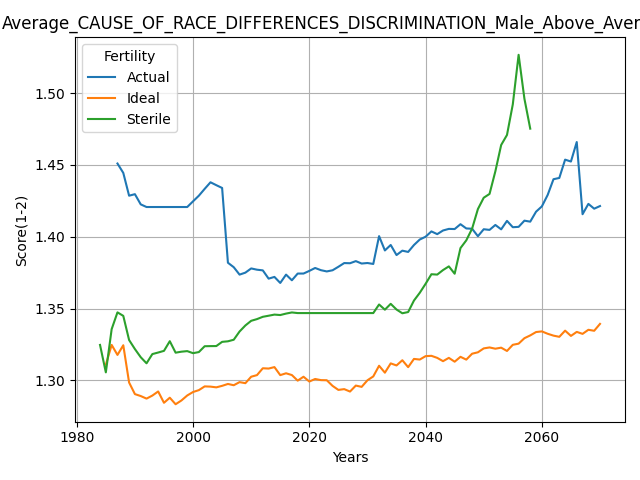 Average_CAUSE_OF_RACE_DIFFERENCES_DISCRIMINATION_Male_Above_Aver
Fertility
Actual
Ideal
Sterile
1.50
1.45
1.40
1.35
1.30
Score(1-2)
1980 2000 2020 2040 2060
Years